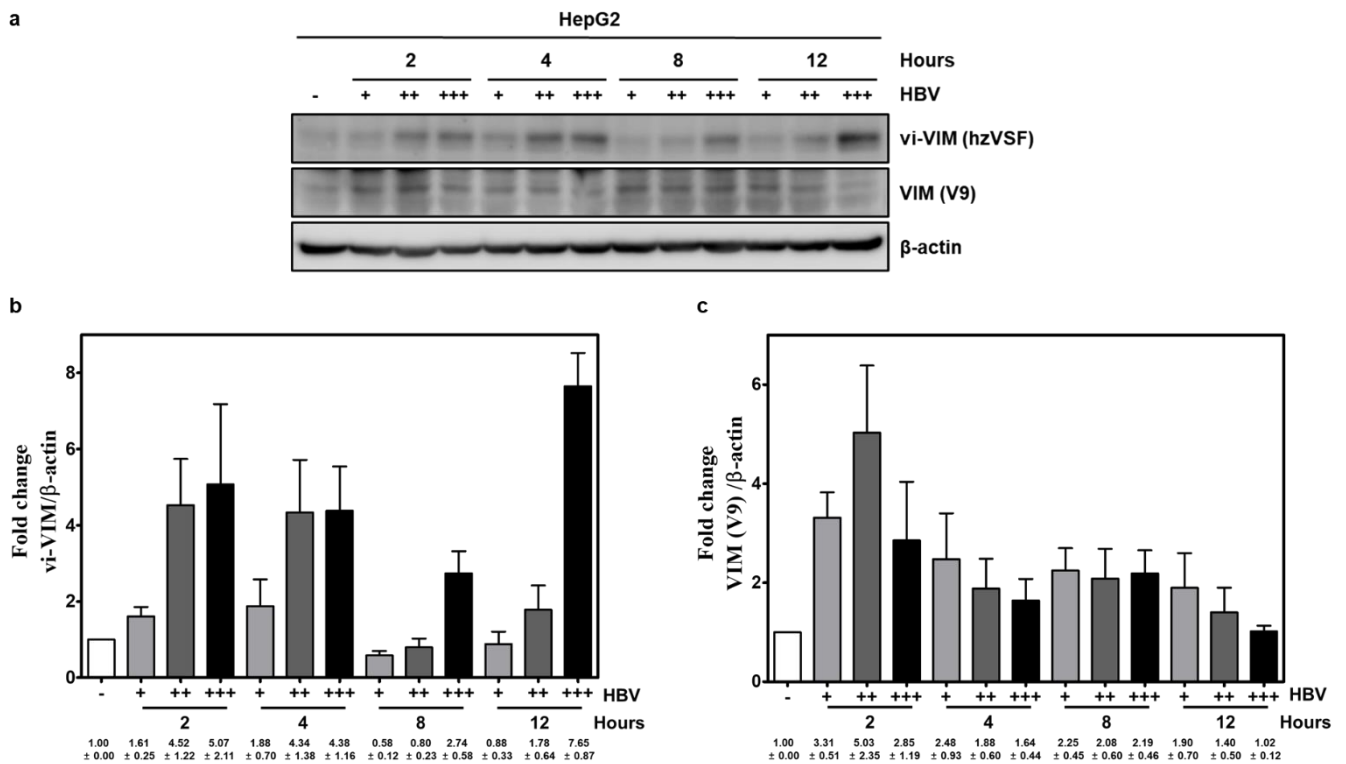 a
HepG2
2 4 8 12 Hours
- + ++ +++ + ++ +++ + ++ +++ + ++ +++ HBV
vi-VIM (hzVSF)
VIM (V9)
β-actin
b
Fold change
vi-VIM/β-actin
8
6
4
2
0
- + ++ +++ + ++ +++ + ++ +++ + ++ +++ HBV
2 4 8 12 Hours
1.00 1.61 4.52 5.07 1.88 4.34 4.38 0.58 0.80 2.74 0.88 1.78 7.65
± 0.00 ± 0.25 ± 1.22 ± 2.11 ± 0.70 ± 1.38 ± 1.16 ± 0.12 ± 0.23 ± 0.58 ± 0.33 ± 0.64 ± 0.87
c
Fold change
VIM (V9) /β-actin
6
4
2
0
- + ++ +++ + ++ +++ + ++ +++ + ++ +++ HBV
2 4 8 12 Hours
1.00 3.31 5.03 2.85 2.48 1.88 1.64 2.25 2.08 2.19 1.90 1.40 1.02
± 0.00 ± 0.51 ± 2.35 ± 1.19 ± 0.93 ± 0.60 ± 0.44 ± 0.45 ± 0.60 ± 0.46 ± 0.70 ± 0.50 ± 0.12